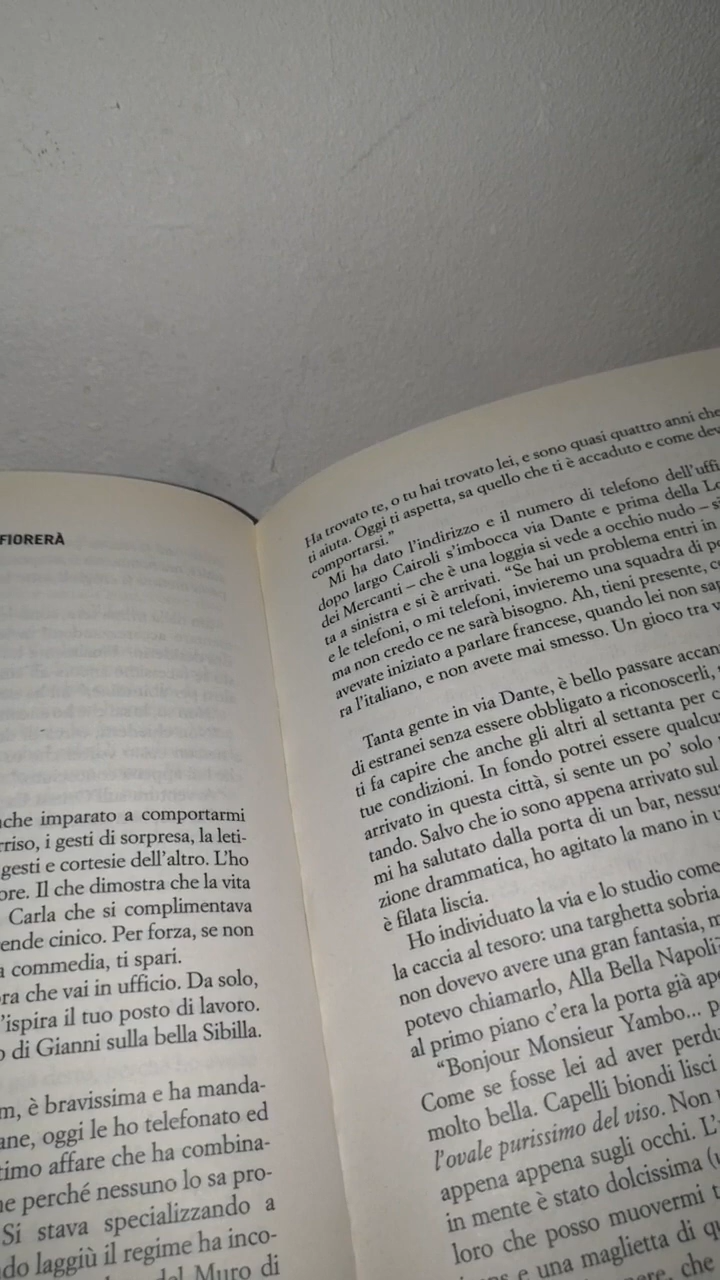 FIORERÀ
che imparato a comportarmi
riso, i gesti di sorpresa, la leti-
gesti e cortesie dell'altro. L'ho
ore. Il che dimostra che la vita
Carla che si complimentava
ende cinico. Per forza, se non
a commedia, ti spari.
ra che vai in ufficio. Da solo,
'ispira il tuo posto di lavoro.
o di Gianni sulla bella Sibilla.
m, è bravissima e ha manda-
ane, oggi le ho telefonato ed
timo affare che ha combina-
ne perché nessuno lo sa pro-
Si stava specializzando a
do laggiù il regime ha inco-
del Muro di
Ha trovato te, o tu hai trovato lei, e sono quasi quattro anni che
ti aiuta. Oggi ti aspetta, sa quello che ti è accaduto e come dev
comportarsi."
Mi ha dato l'indirizzo e il numero di telefono dell'uffi
dopo largo Cairoli s'imbocca via Dante e prima della Lo
dei Mercanti – che è una loggia si vede a occhio nudo – s
ta a sinistra e si è arrivati. "Se hai un problema entri in
e le telefoni, o mi telefoni, invieremo una squadra di po
ma non credo ce ne sarà bisogno. Ah, tieni presente, c
avevate iniziato a parlare francese, quando lei non sap
ra l'italiano, e non avete mai smesso. Un gioco tra v
Tanta gente in via Dante, è bello passare accan
di estranei senza essere obbligato a riconoscerli,
ti fa capire che anche gli altri al settanta per c
tue condizioni. In fondo potrei essere qualcu
arrivato in questa città, si sente un po' solo
tando. Salvo che io sono appena arrivato sul
mi ha salutato dalla porta di un bar, nessu
zione drammatica, ho agitato la mano in u
è filata liscia.
Ho individuato la via e lo studio come
la caccia al tesoro: una targhetta sobria
non dovevo avere una gran fantasia, m
potevo chiamarlo, Alla Bella Napoli?
al primo piano c'era la porta già ape
"Bonjour Monsieur Yambo... p
Come se fosse lei ad aver perdu
molto bella. Capelli biondi lisci
l'ovale purissimo del viso. Non
appena appena sugli occhi. L'
in mente è stato dolcissima (u
loro che posso muovermi t
e una maglietta di qu
che